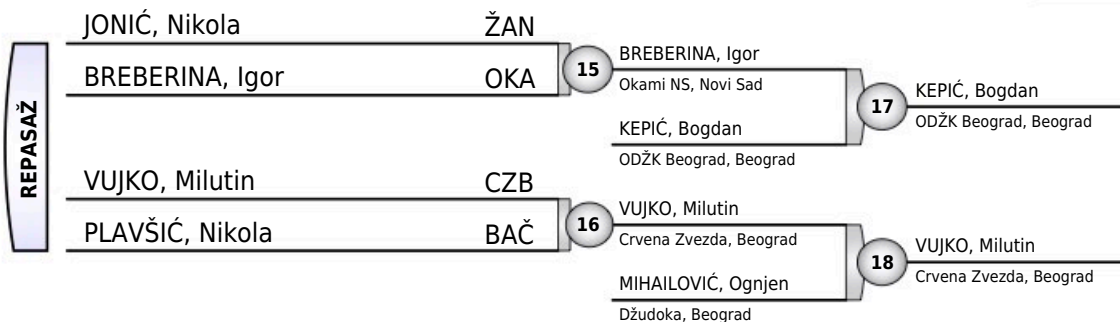 REPASAŽ
JONIĆ, Nikola ŽAN
BREBERINA, Igor OKA
15
BREBERINA, Igor
Okami NS, Novi Sad
KEPIĆ, Bogdan
ODŽK Beograd, Beograd
17
KEPIĆ, Bogdan
ODŽK Beograd, Beograd
VUJKO, Milutin CZB
PLAVŠIĆ, Nikola BAČ
16
VUJKO, Milutin
Crvena Zvezda, Beograd
MIHAILOVIĆ, Ognjen
Džudoka, Beograd
18
VUJKO, Milutin
Crvena Zvezda, Beograd